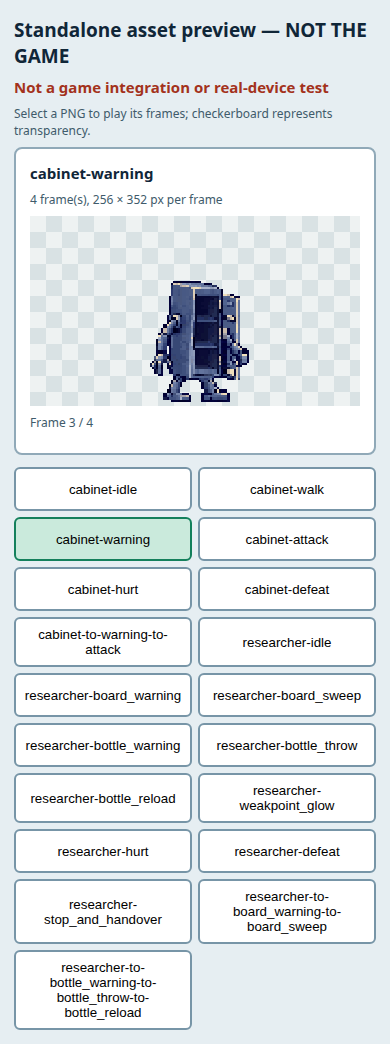 Standalone asset preview — NOT THE
GAME
Not a game integration or real-device test
Select a PNG to play its frames; checkerboard represents
transparency.
cabinet-warning
4 frame(s), 256 × 352 px per frame
Frame 3 / 4
cabinet-idle
cabinet-walk
cabinet-warning
cabinet-attack
cabinet-hurt
cabinet-defeat
cabinet-to-warning-to-
attack
researcher-idle
researcher-board_warning
researcher-board_sweep
researcher-bottle_warning
researcher-bottle_throw
researcher-bottle_reload
researcher-
weakpoint_glow
researcher-hurt
researcher-defeat
researcher-
stop_and_handover
researcher-to-
board_warning-to-
board_sweep
researcher-to-
bottle_warning-to-
bottle_throw-to-
bottle_reload